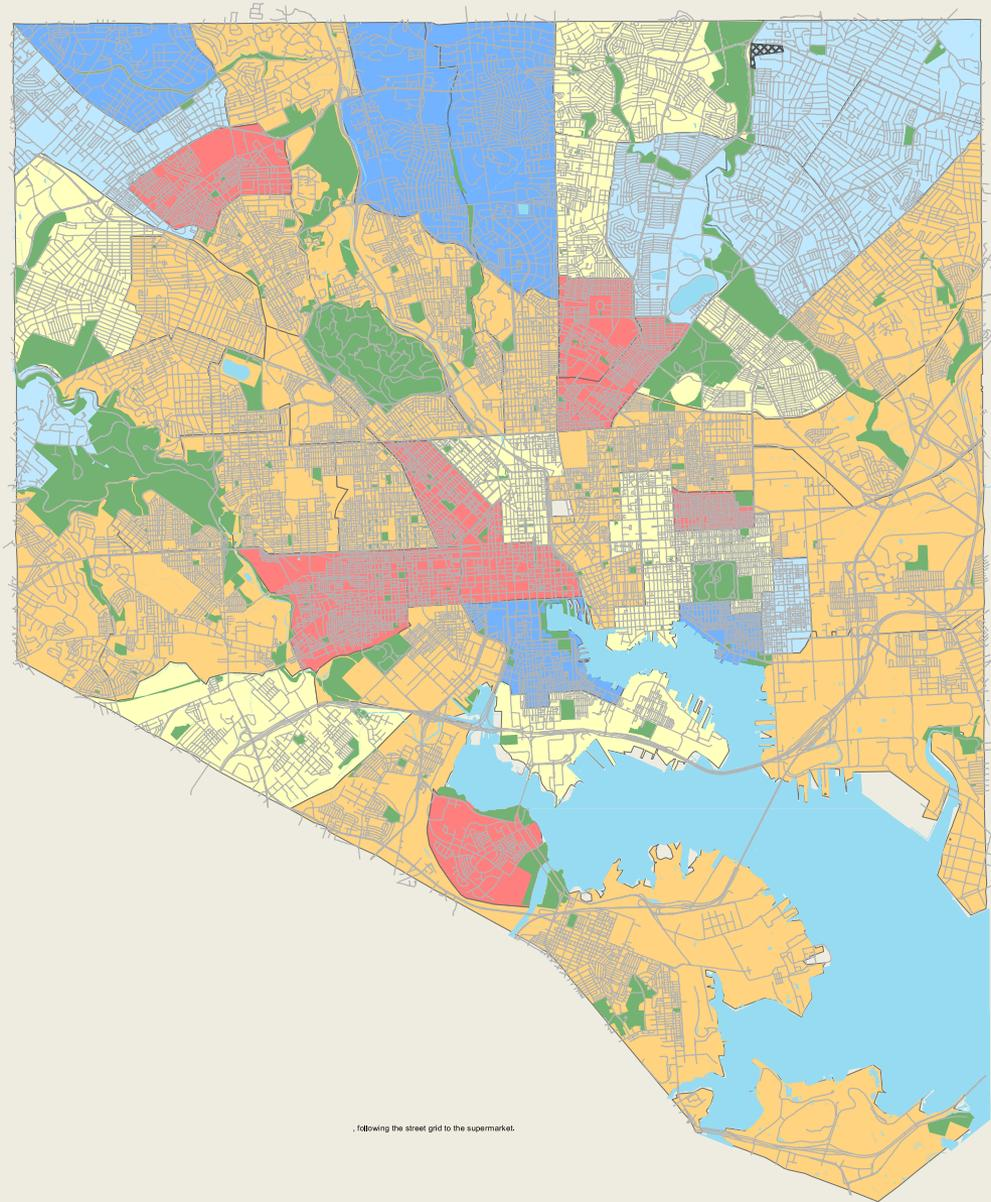 , following the street grid to the supermarket.